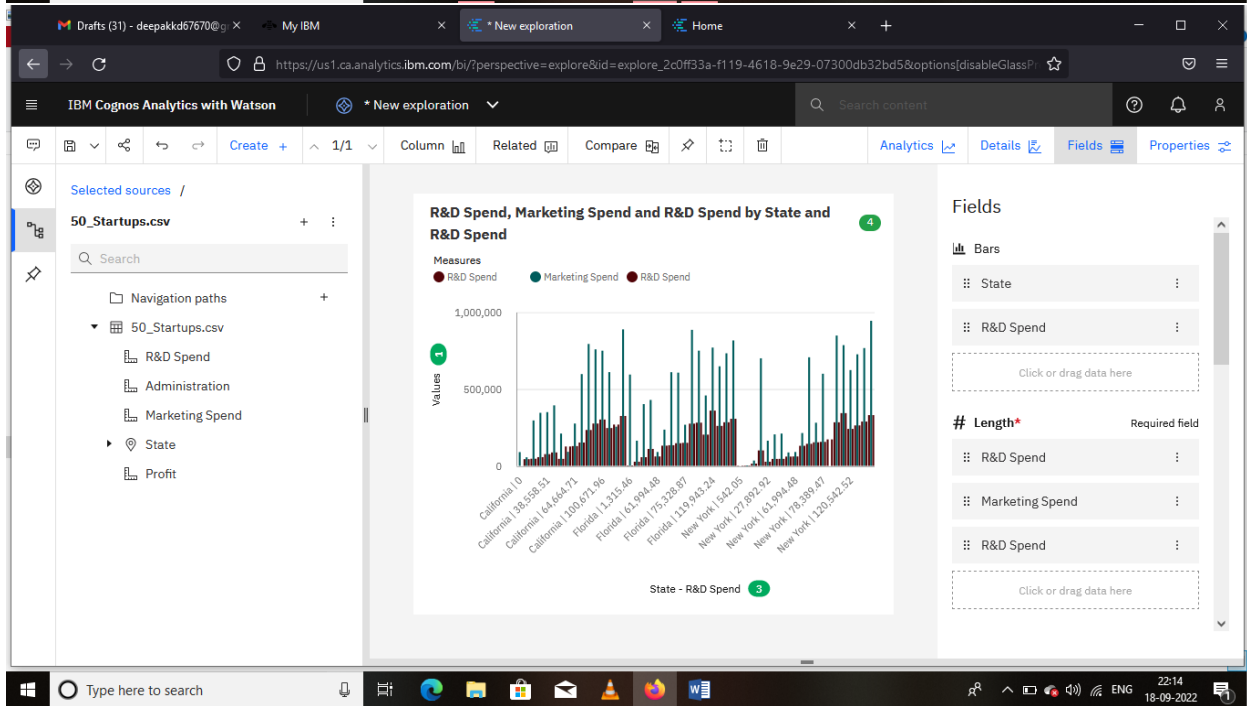 Drafts (31) - deepakkd67670@g
My IBM
* New exploration
Home
https://us1.ca.analytics.ibm.com/bi/?perspective=explore&id=explore_2c0ff33a-f119-4618-9e29-07300db32bd5&options[disableGlassPr
IBM Cognos Analytics with Watson
* New exploration
Search content
Create +
1/1
Column
Related
Compare
Analytics
Details
Fields
Properties
Selected sources /
50_Startups.csv
Search
Navigation paths
50_Startups.csv
R&D Spend
Administration
Marketing Spend
State
Profit
R&D Spend, Marketing Spend and R&D Spend by State and
R&D Spend
4
Measures
R&D Spend Marketing Spend R&D Spend
1,000,000
500,000
0
Values
1
California | 0
California | 38,558.51
California | 64,664.71
California | 100,671.96
Florida | 1,315.46
Florida | 61,994.48
Florida | 75,328.87
Florida | 119,943.24
New York | 542.05
New York | 27,892.92
New York | 61,994.48
New York | 78,389.47
New York | 120,542.52
State - R&D Spend 3
Fields
Bars
State
R&D Spend
Click or drag data here
# Length* Required field
R&D Spend
Marketing Spend
R&D Spend
Click or drag data here
Type here to search
ENG
22:14
18-09-2022
1